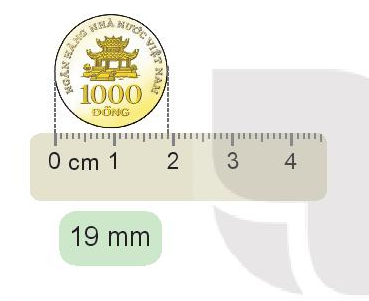 NGÂN HÀNG NHÀ NƯỚC VIỆT NAM
1000
ĐỒNG
0 cm 1 2 3 4
19 mm